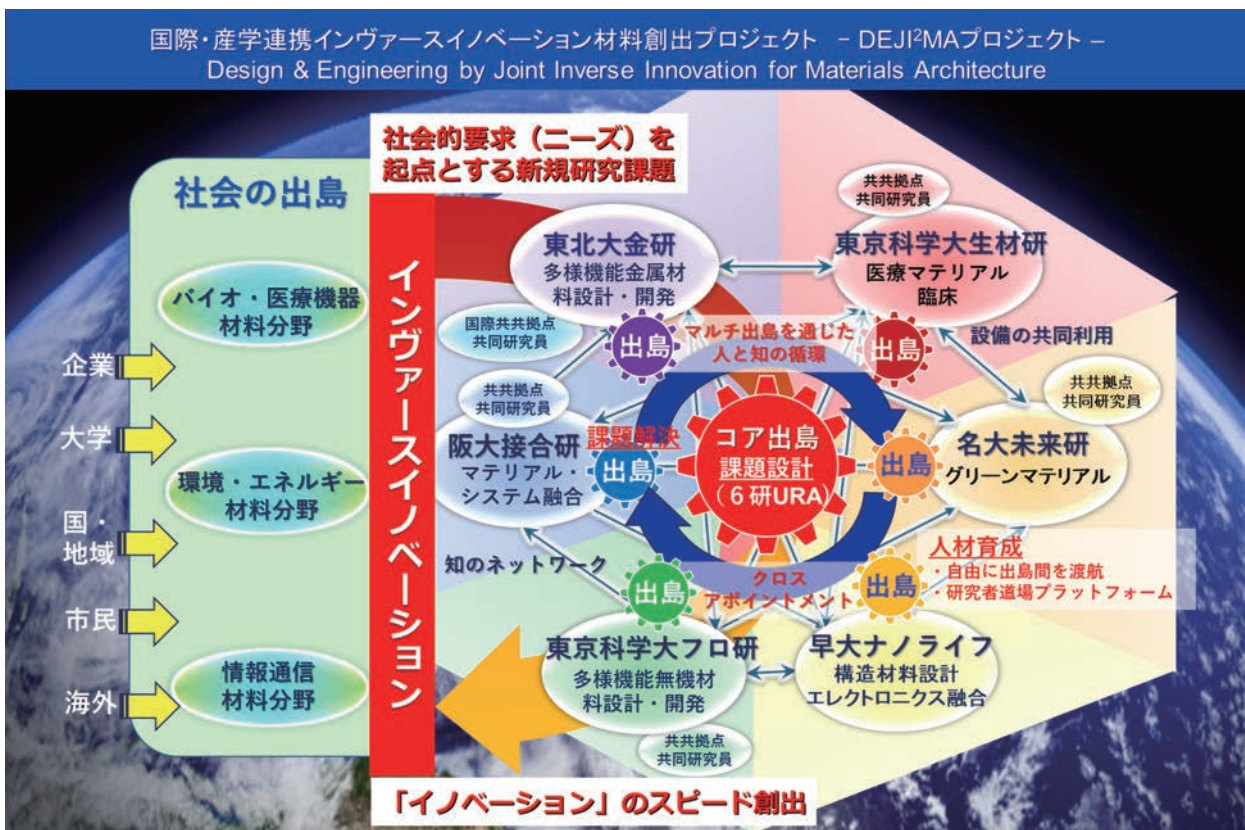 国際・産学連携インヴァースイノベーション材料創出プロジェクト - DEJI²MAプロジェクト –
Design & Engineering by Joint Inverse Innovation for Materials Architecture
社会的要求（ニーズ）を
起点とする新規研究課題
社会の出島
バイオ・医療機器
材料分野
環境・エネルギー
材料分野
情報通信
材料分野
企業
大学
国・
地域
市民
海外
インヴァースイノベーション
東北大金研
多様機能金属材
料設計・開発
出島
国際共共拠点
共同研究員
共共拠点
共同研究員
東京科学大生材研
医療マテリアル
臨床
出島
マルチ出島を通じた
人と知の循環
設備の共同利用
共共拠点
共同研究員
共共拠点
共同研究員
阪大接合研
マテリアル・
システム融合
課題解決
出島
コア出島
課題設計
（６研URA）
出島
名大未来研
グリーンマテリアル
知のネットワーク
出島
クロス
アポイントメント
出島
人材育成
・自由に出島間を渡航
・研究者道場プラットフォーム
東京科学大フロ研
多様機能無機材
料設計・開発
共共拠点
共同研究員
早大ナノライフ
構造材料設計
エレクトロニクス融合
「イノベーション」のスピード創出